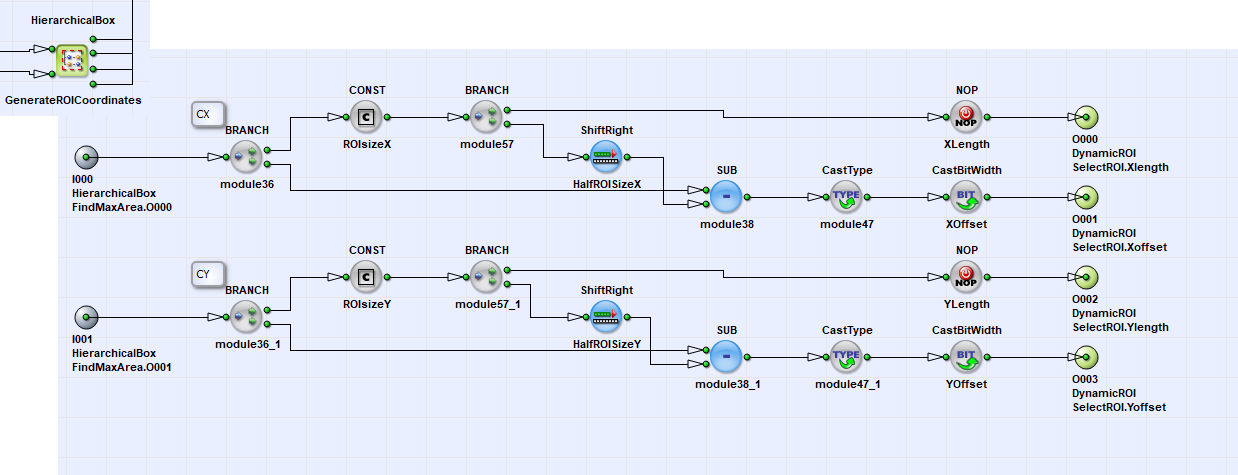 HierarchicalBox
GenerateROICoordinates
CX
CONST
C
ROIsizeX
BRANCH
module57
NOP
NOP
XLength
O000
DynamicROI
SelectROI.Xlength
BRANCH
module36
I000
HierarchicalBox
FindMaxArea.O000
ShiftRight
HalfROISizeX
SUB
module38
CastType
TYPE
module47
CastBitWidth
BIT
XOffset
O001
DynamicROI
SelectROI.Xoffset
CY
CONST
C
ROIsizeY
BRANCH
module57_1
NOP
NOP
YLength
O002
DynamicROI
SelectROI.Ylength
BRANCH
module36_1
I001
HierarchicalBox
FindMaxArea.O001
ShiftRight
HalfROISizeY
SUB
module38_1
CastType
TYPE
module47_1
CastBitWidth
BIT
YOffset
O003
DynamicROI
SelectROI.Yoffset